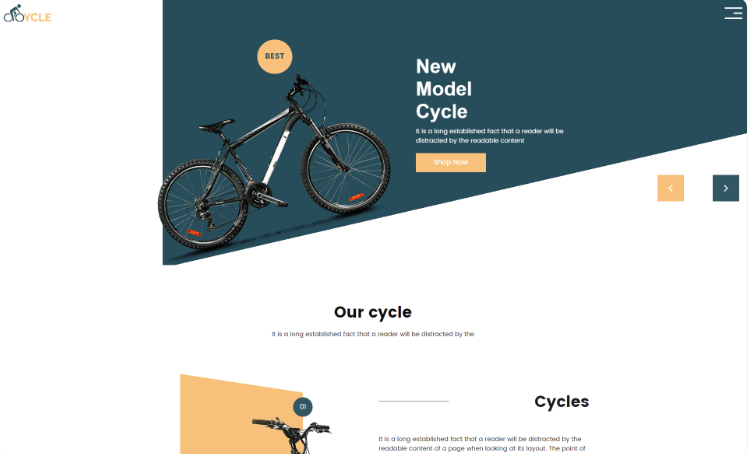 CYCLE
BEST
New
Model
Cycle
It is a long established fact that a reader will be
distracted by the readable content
Shop Now
Our cycle
It is a long established fact that a reader will be distracted by the
01
Cycles
It is a long established fact that a reader will be distracted by the
readable content of a page when looking at its layout. The point of